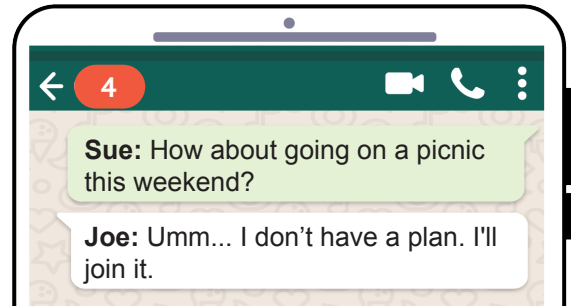 4
Sue: How about going on a picnic
this weekend?
Joe: Umm... I don’t have a plan. I'll
join it.